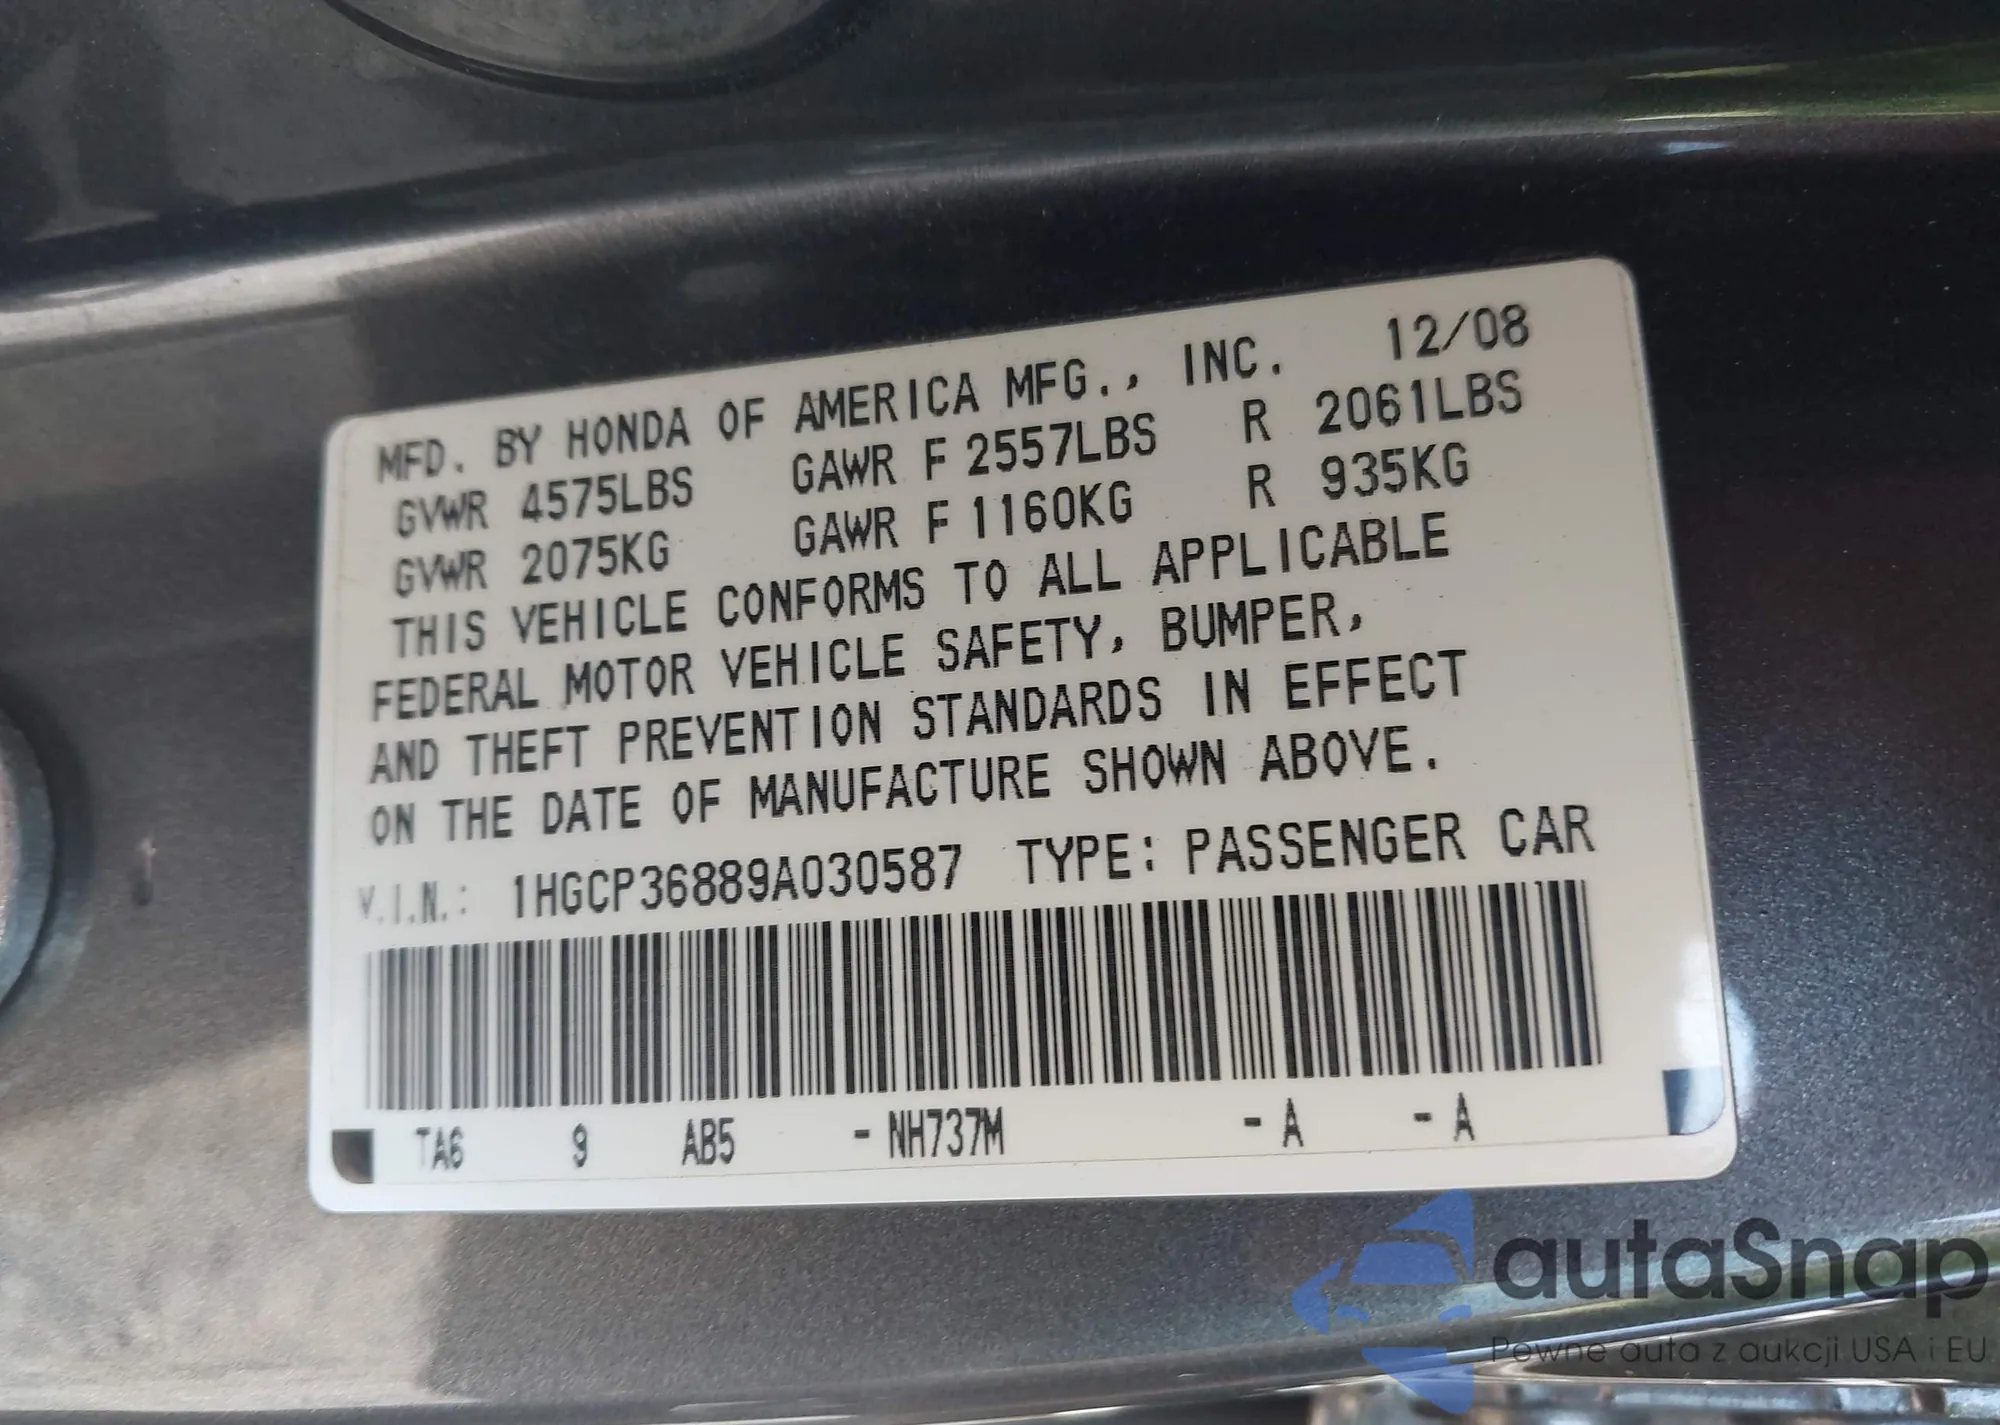 MFD. BY HONDA OF AMERICA MFG., INC. 12/08
GVWR 4575LBS GAWR F 2557LBS R 2061LBS
GVWR 2075KG GAWR F 1160KG R 935KG
THIS VEHICLE CONFORMS TO ALL APPLICABLE
FEDERAL MOTOR VEHICLE SAFETY, BUMPER,
AND THEFT PREVENTION STANDARDS IN EFFECT
ON THE DATE OF MANUFACTURE SHOWN ABOVE.
V.I.N.: 1HGCP36889A030587 TYPE: PASSENGER CAR
TA6 9 AB5 -NH737M -A -A
autaSnap
Pewne auta z aukcji USA i EU